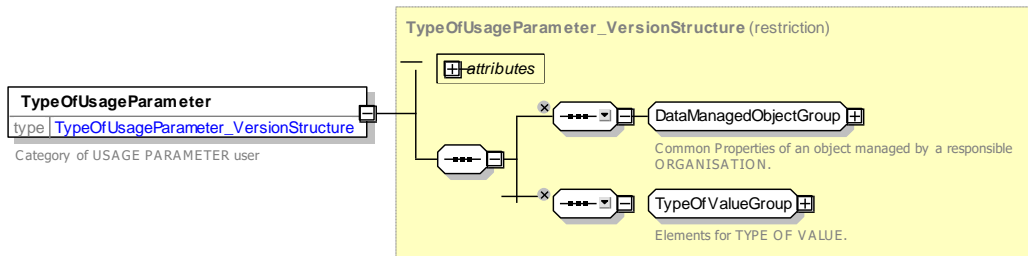 TypeOfUsageParameter_VersionStructure (restriction)
attributes
TypeOfUsageParameter
type TypeOfUsageParameter_VersionStructure
Category of USAGE PARAMETER user
DataManagedObjectGroup
Common Properties of an object managed by a responsible
ORGANISATION.
TypeOfValueGroup
Elements for TYPE OF VALUE.